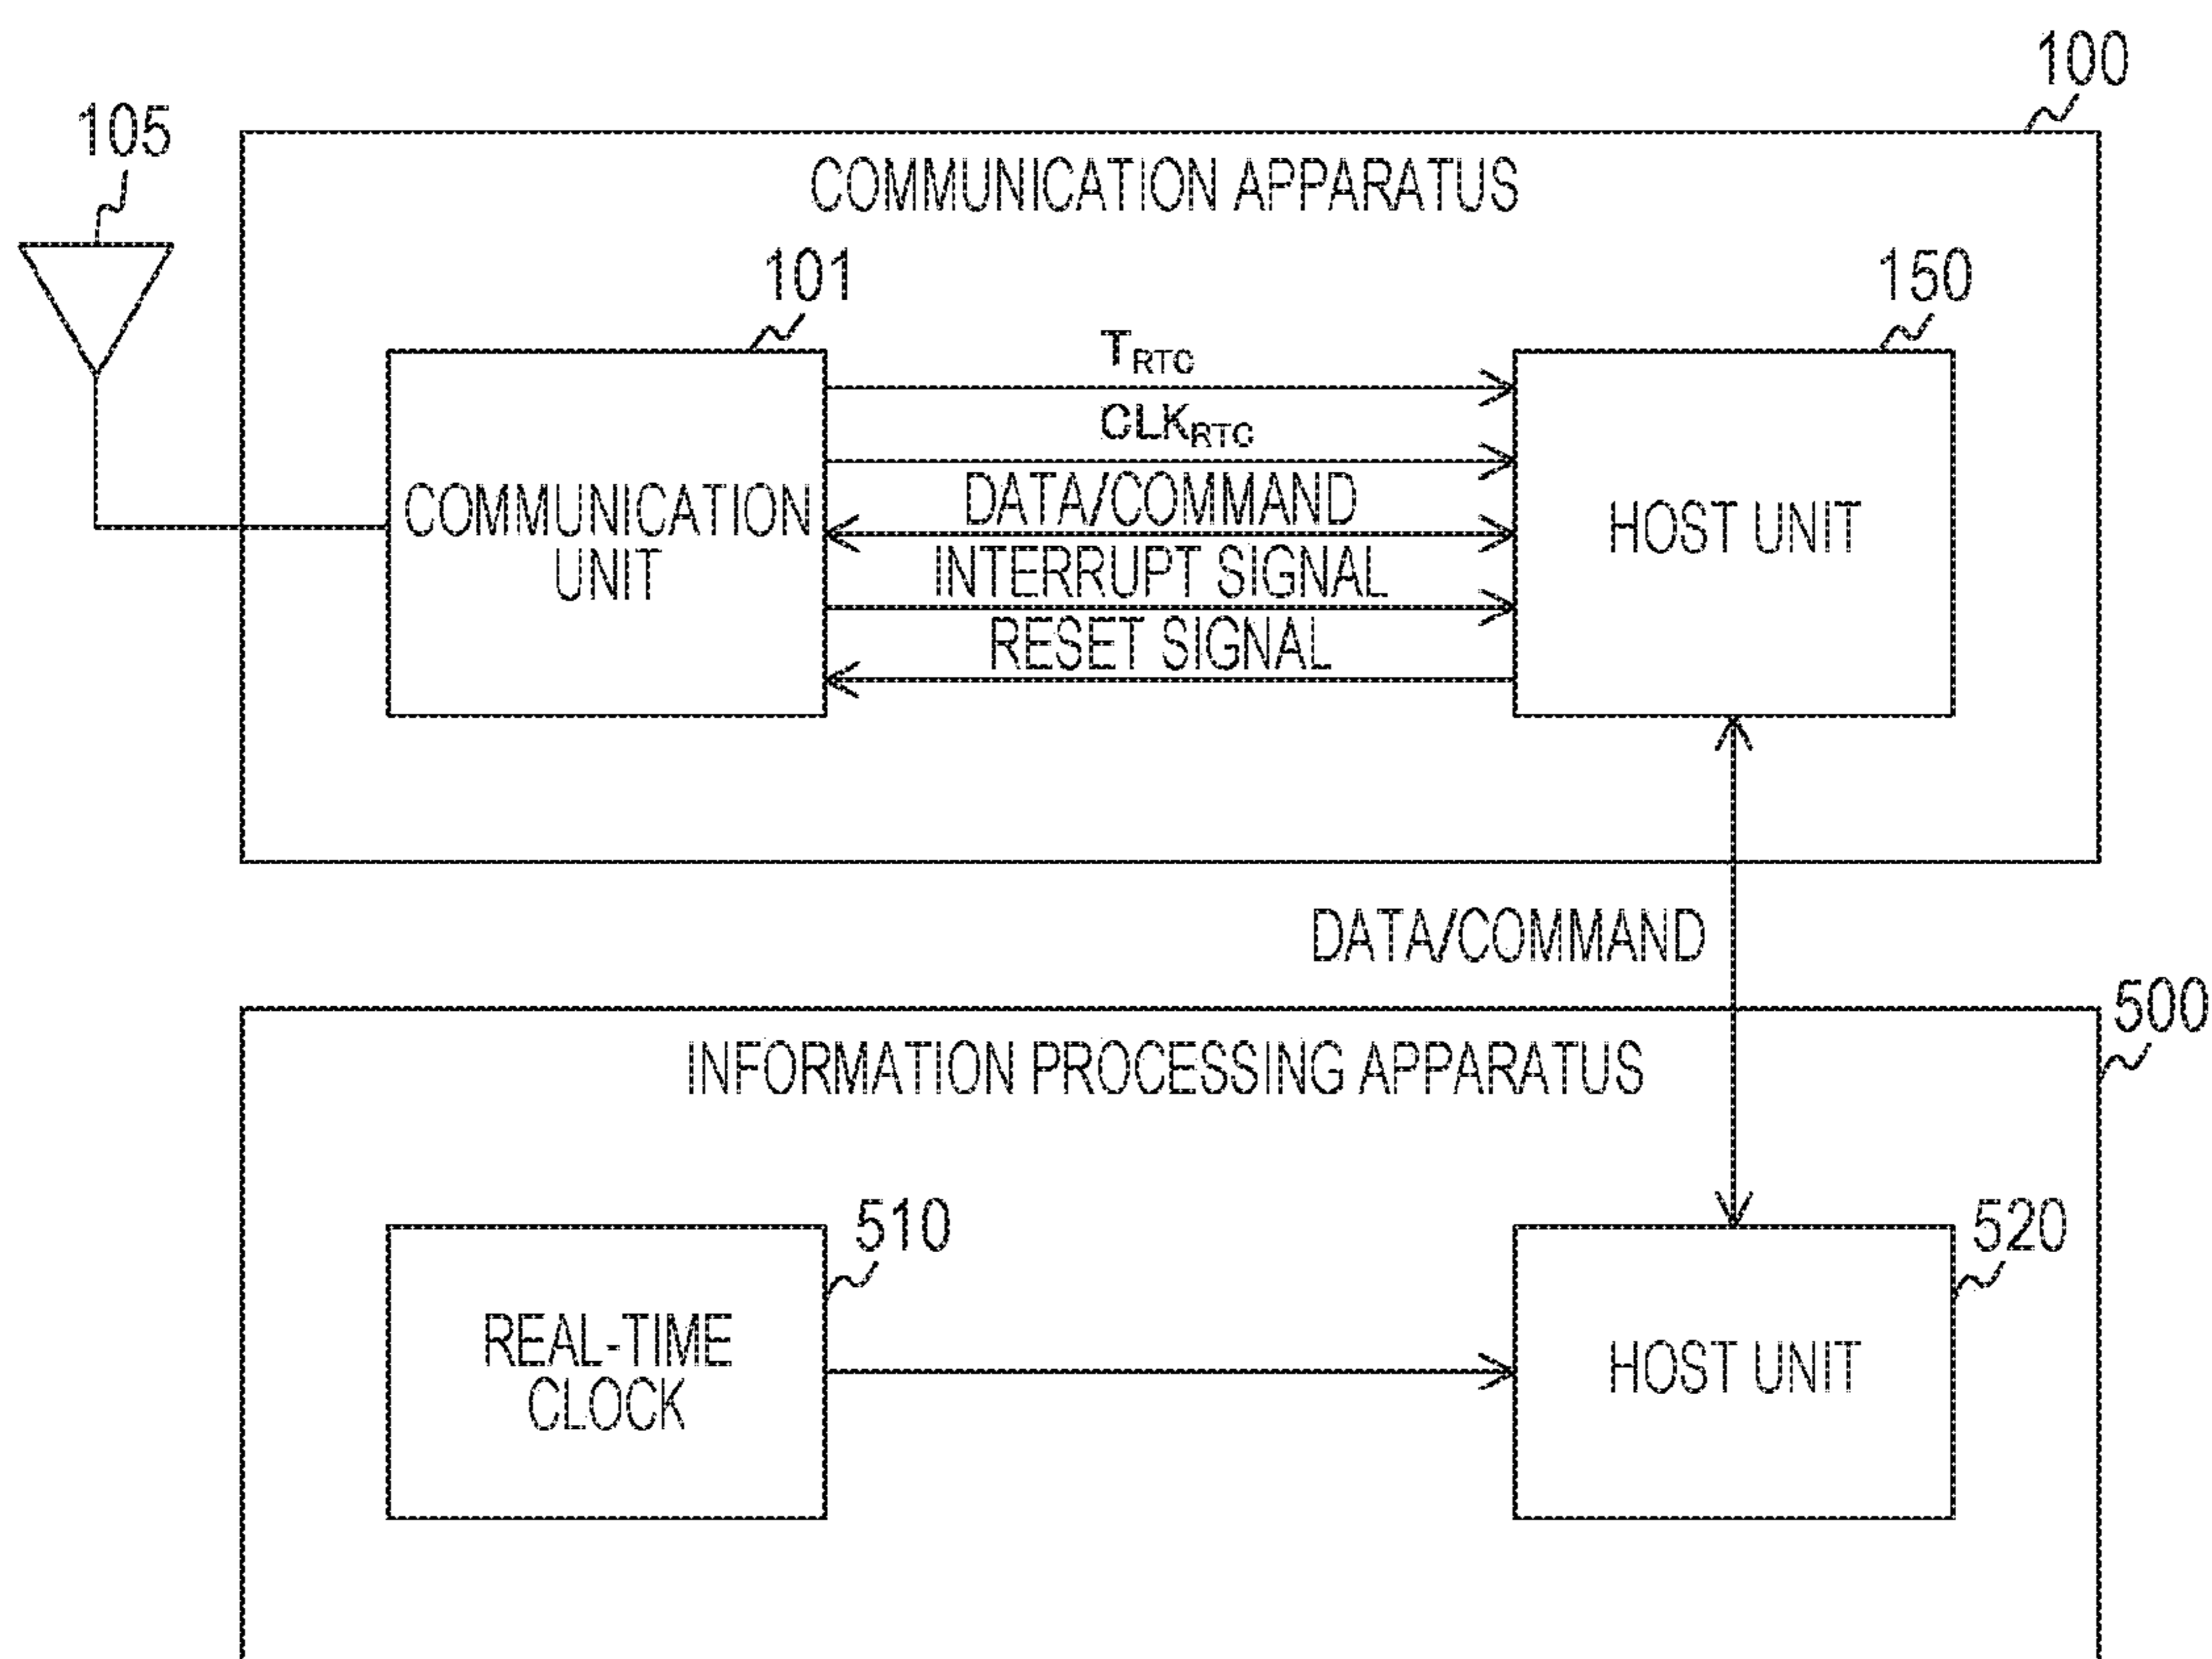 100
105
COMMUNICATION APPARATUS
101
150
TRTC
CLKRTC
DATA/COMMAND
COMMUNICATION
UNIT
HOST UNIT
INTERRUPT SIGNAL
RESET SIGNAL
DATA/COMMAND
500
INFORMATION PROCESSING APPARATUS
510
520
REAL-TIME
CLOCK
HOST UNIT